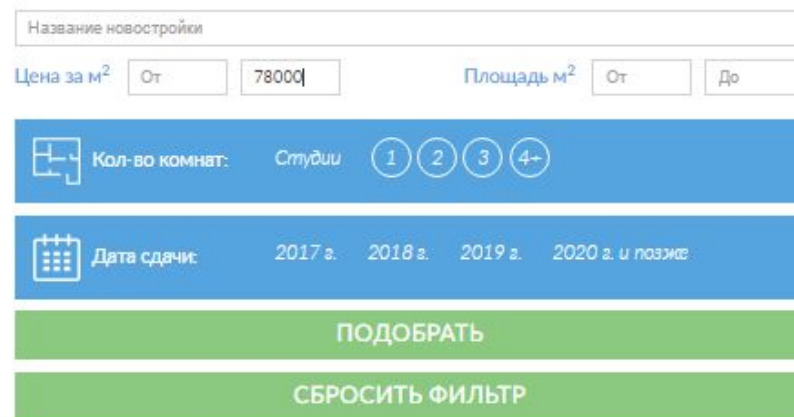 Название новостройки
Цена за м² От 78000 Площадь м² От До
Кол-во комнат: Студии 1 2 3 4+
Дата сдачи: 2017 г. 2018 г. 2019 г. 2020 г. и позже
ПОДОБРАТЬ
СБРОСИТЬ ФИЛЬТР